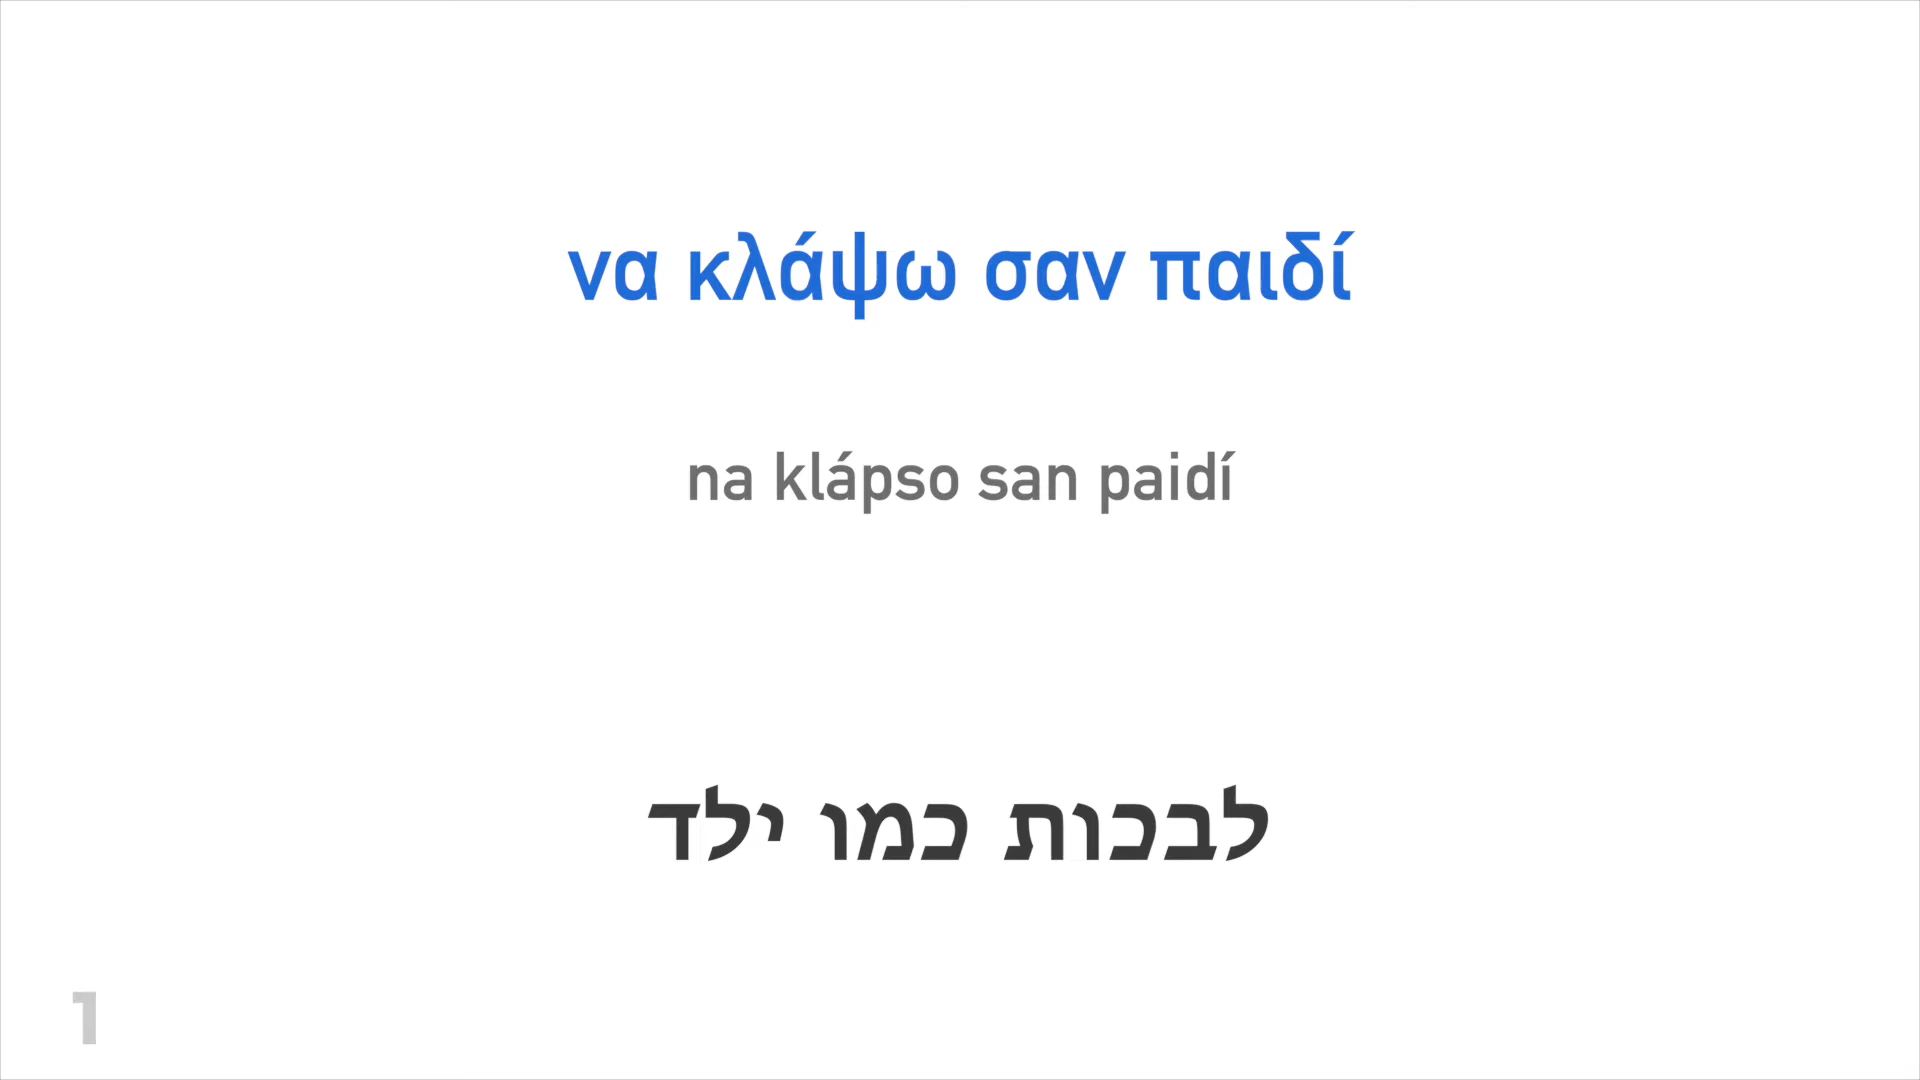 να κλάψω σαν παιδί
na klápso san paidí
לבכות כמו ילד
1